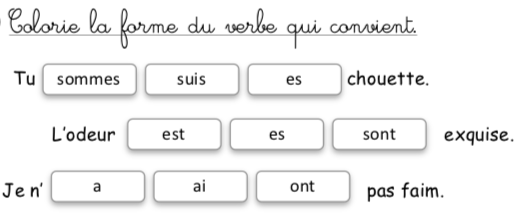 Colorie la forme du verbe qui convient.
Tu sommes suis es chouette.
L'odeur est es sont exquise.
Je n' a ai ont pas faim.